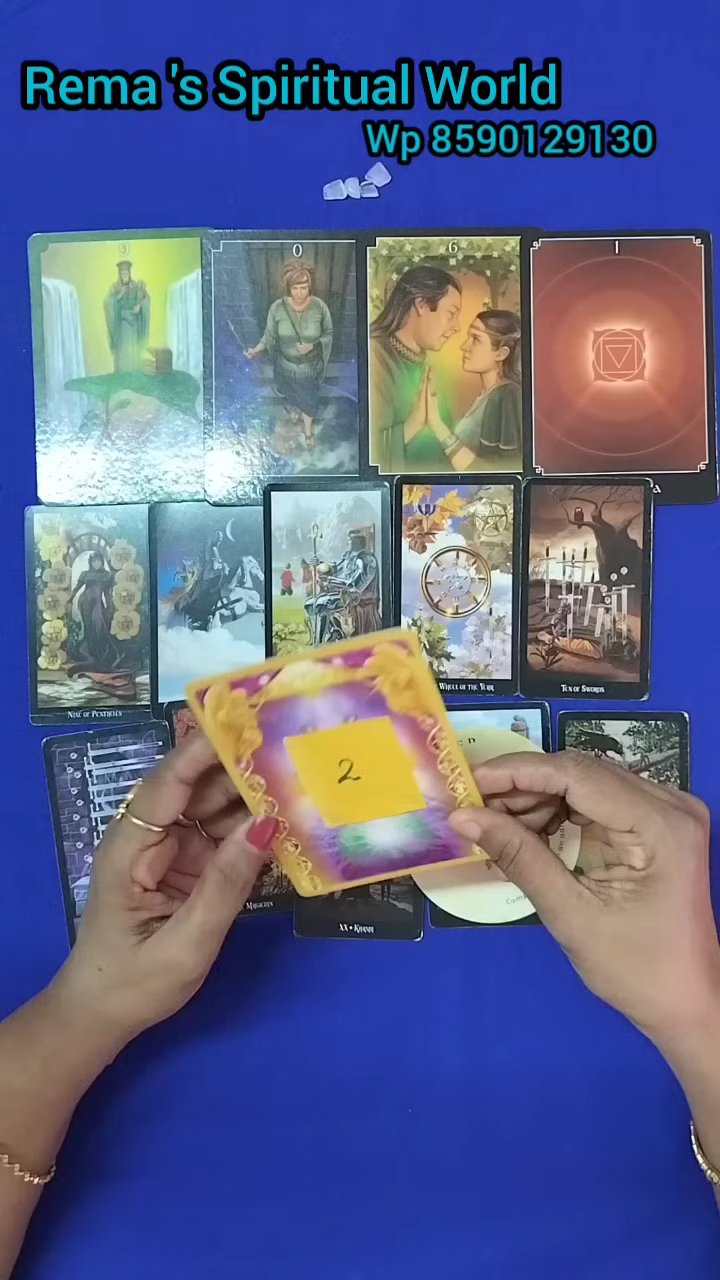 Rema 's Spiritual World
Wp 8590129130
9
0
6
1
Nine of Pentacles
Wheel of the Year
Ten of Swords
2
Magician
XX • Karma